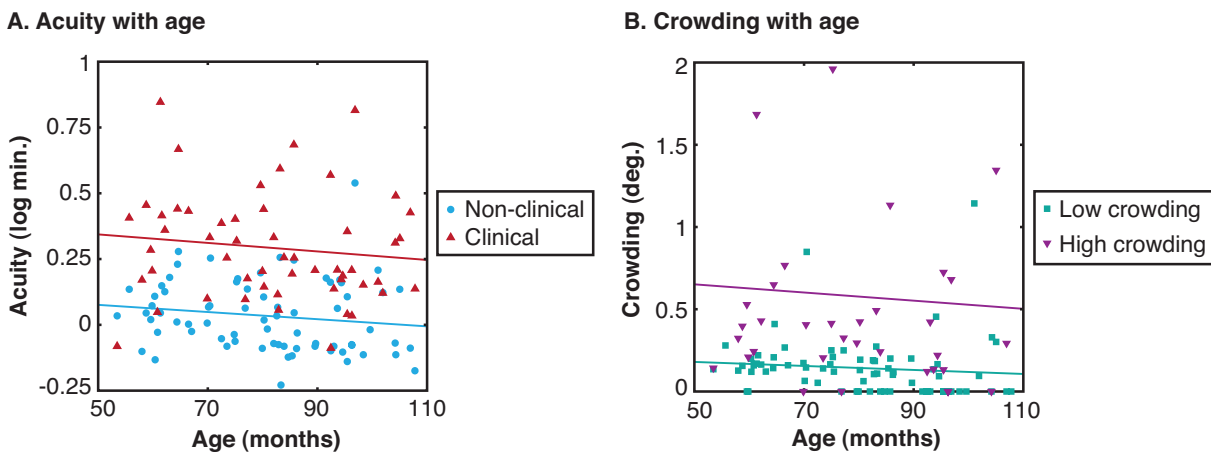 A. Acuity with age
1
0.75
0.5
0.25
0
-0.25
Acuity (log min.)
50 70 90 110
Age (months)
Non-clinical
Clinical
B. Crowding with age
2
1.5
1
0.5
0
Crowding (deg.)
50 70 90 110
Age (months)
Low crowding
High crowding